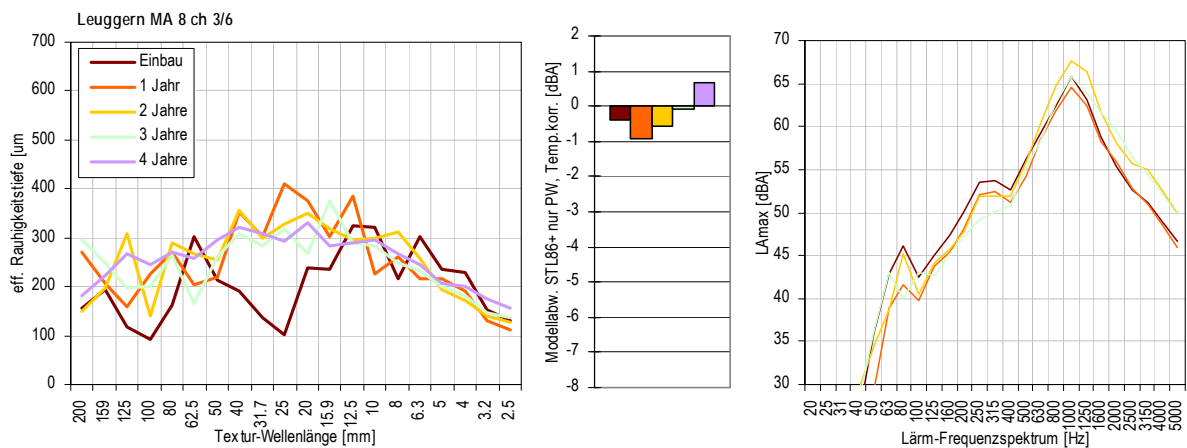 Leuggern MA 8 ch 3/6
eff. Rauhigkeitstiefe [um
700
600
500
400
300
200
100
0
Einbau
1 Jahr
2 Jahre
3 Jahre
4 Jahre
200 159 125 100 80 62.5 50 40 31.7 25 20 15.9 12.5 10 8 6.3 5 4 3.2 2.5
Textur-Wellenlänge [mm]
Modellabw. STL86+ nur PW, Temp.korr. [dBA]
2
1
0
-1
-2
-3
-4
-5
-6
-7
-8
LAmax [dBA]
70
65
60
55
50
45
40
35
30
20 25 31 40 50 63 80 100 125 160 200 250 315 400 500 630 800 1000 1250 1600 2000 2500 3150 4000 5000
Lärm-Frequenzspektrum [Hz]